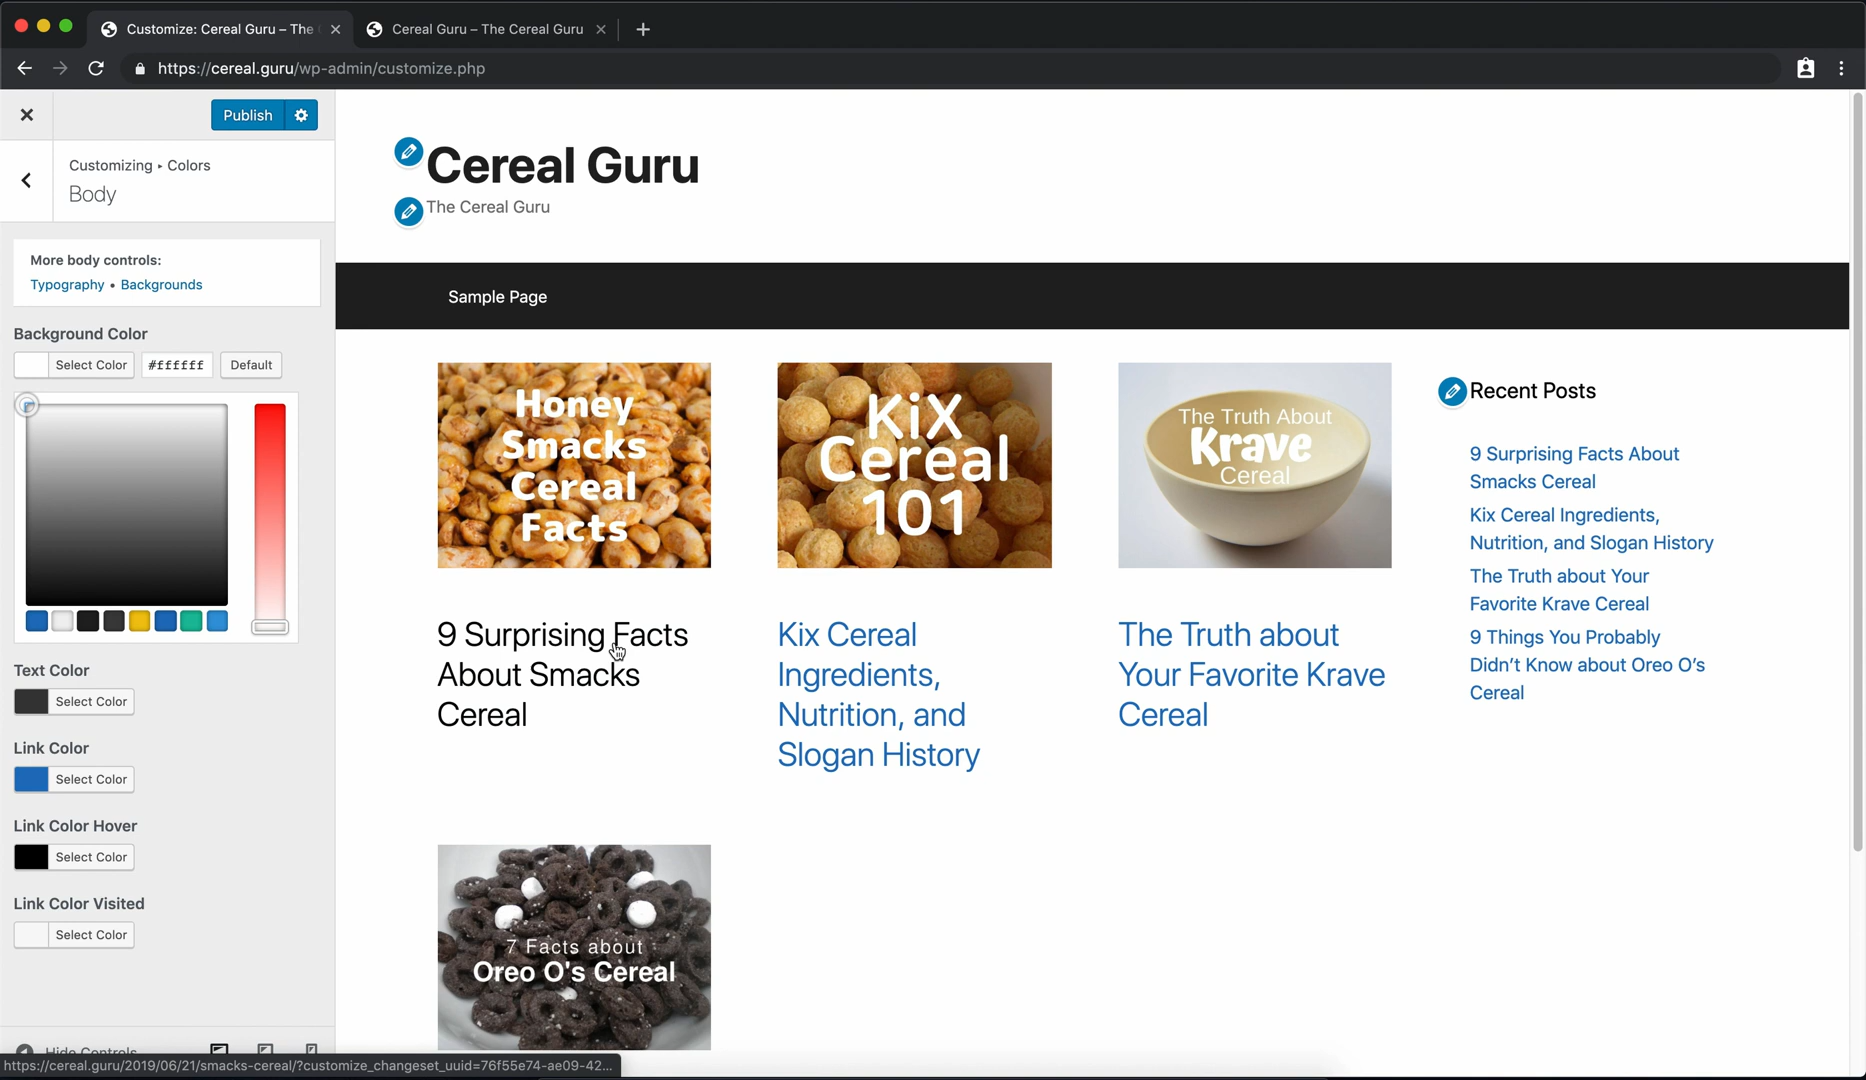 Customize: Cereal Guru – The
Cereal Guru – The Cereal Guru
https://cereal.guru/wp-admin/customize.php
Publish
Customizing ▸ Colors
Body
More body controls:
Typography • Backgrounds
Background Color
Select Color
#ffffff
Default
Text Color
Select Color
Link Color
Select Color
Link Color Hover
Select Color
Link Color Visited
Select Color
Hide Controls
https://cereal.guru/2019/06/21/smacks-cereal/?customize_changeset_uuid=76f55e74-ae09-42...
Cereal Guru
The Cereal Guru
Sample Page
Honey
Smacks
Cereal
Facts
9 Surprising Facts
About Smacks
Cereal
KiX
Cereal
101
Kix Cereal
Ingredients,
Nutrition, and
Slogan History
The Truth About
Krave
Cereal
The Truth about
Your Favorite Krave
Cereal
7 Facts about
Oreo O's Cereal
Recent Posts
9 Surprising Facts About
Smacks Cereal
Kix Cereal Ingredients,
Nutrition, and Slogan History
The Truth about Your
Favorite Krave Cereal
9 Things You Probably
Didn't Know about Oreo O's
Cereal